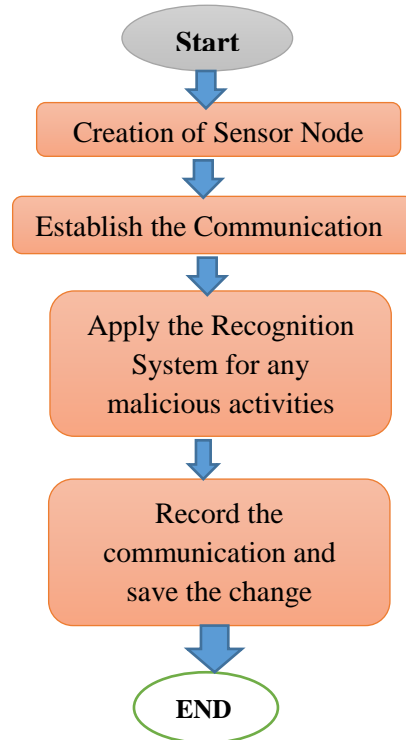 Start
Creation of Sensor Node
Establish the Communication
Apply the Recognition
System for any
malicious activities
Record the
communication and
save the change
END